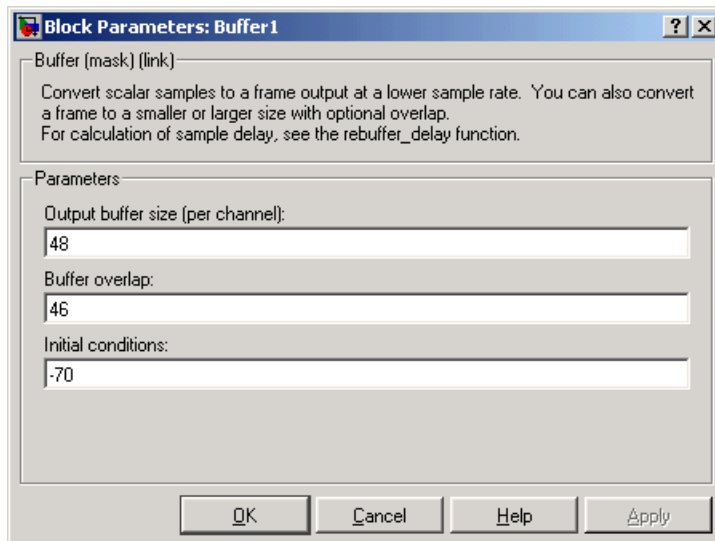 Block Parameters: Buffer1
Buffer (mask) (link)
Convert scalar samples to a frame output at a lower sample rate.  You can also convert
a frame to a smaller or larger size with optional overlap.
For calculation of sample delay, see the rebuffer_delay function.
Parameters
Output buffer size (per channel):
48
Buffer overlap:
46
Initial conditions:
-70
OK Cancel Help Apply